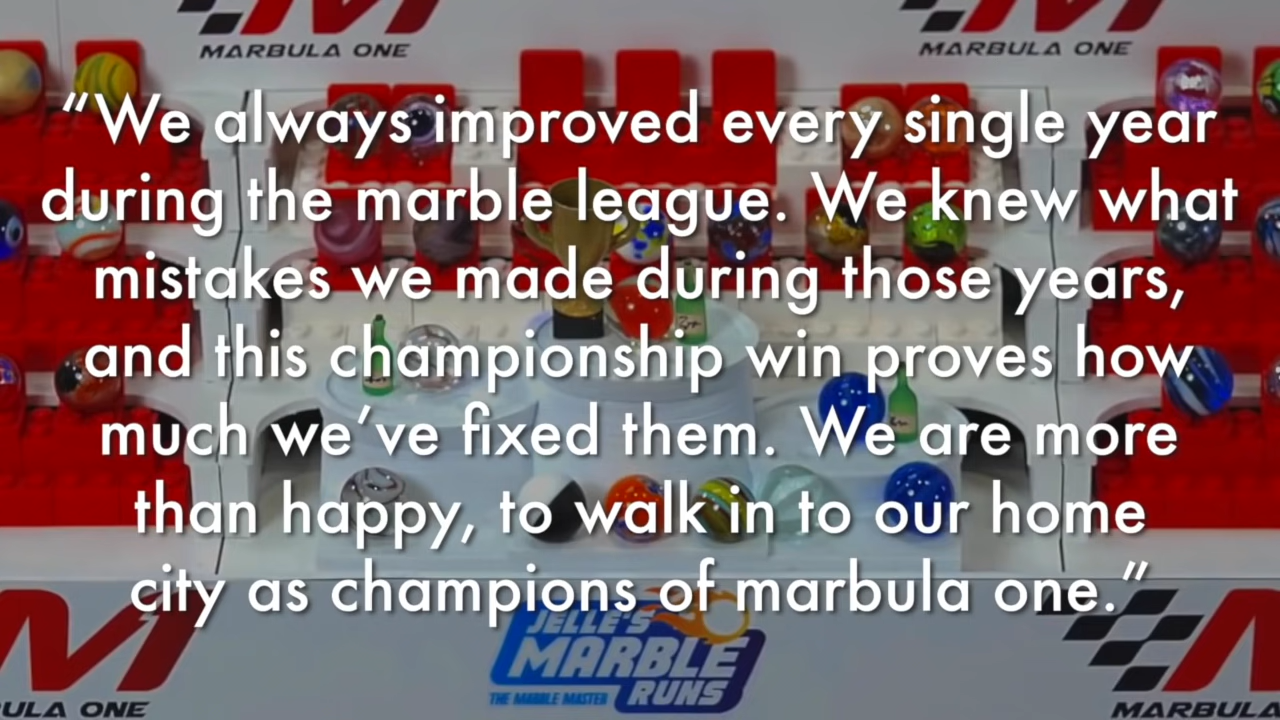 MARBULA ONE
MARBULA ONE
“We always improved every single year
during the marble league. We knew what
mistakes we made during those years,
and this championship win proves how
much we’ve fixed them. We are more
than happy, to walk in to our home
city as champions of marbula one.”
JELLE'S
MARBLE
RUNS
THE MARBLE MASTER
ULA ONE
MARBULA